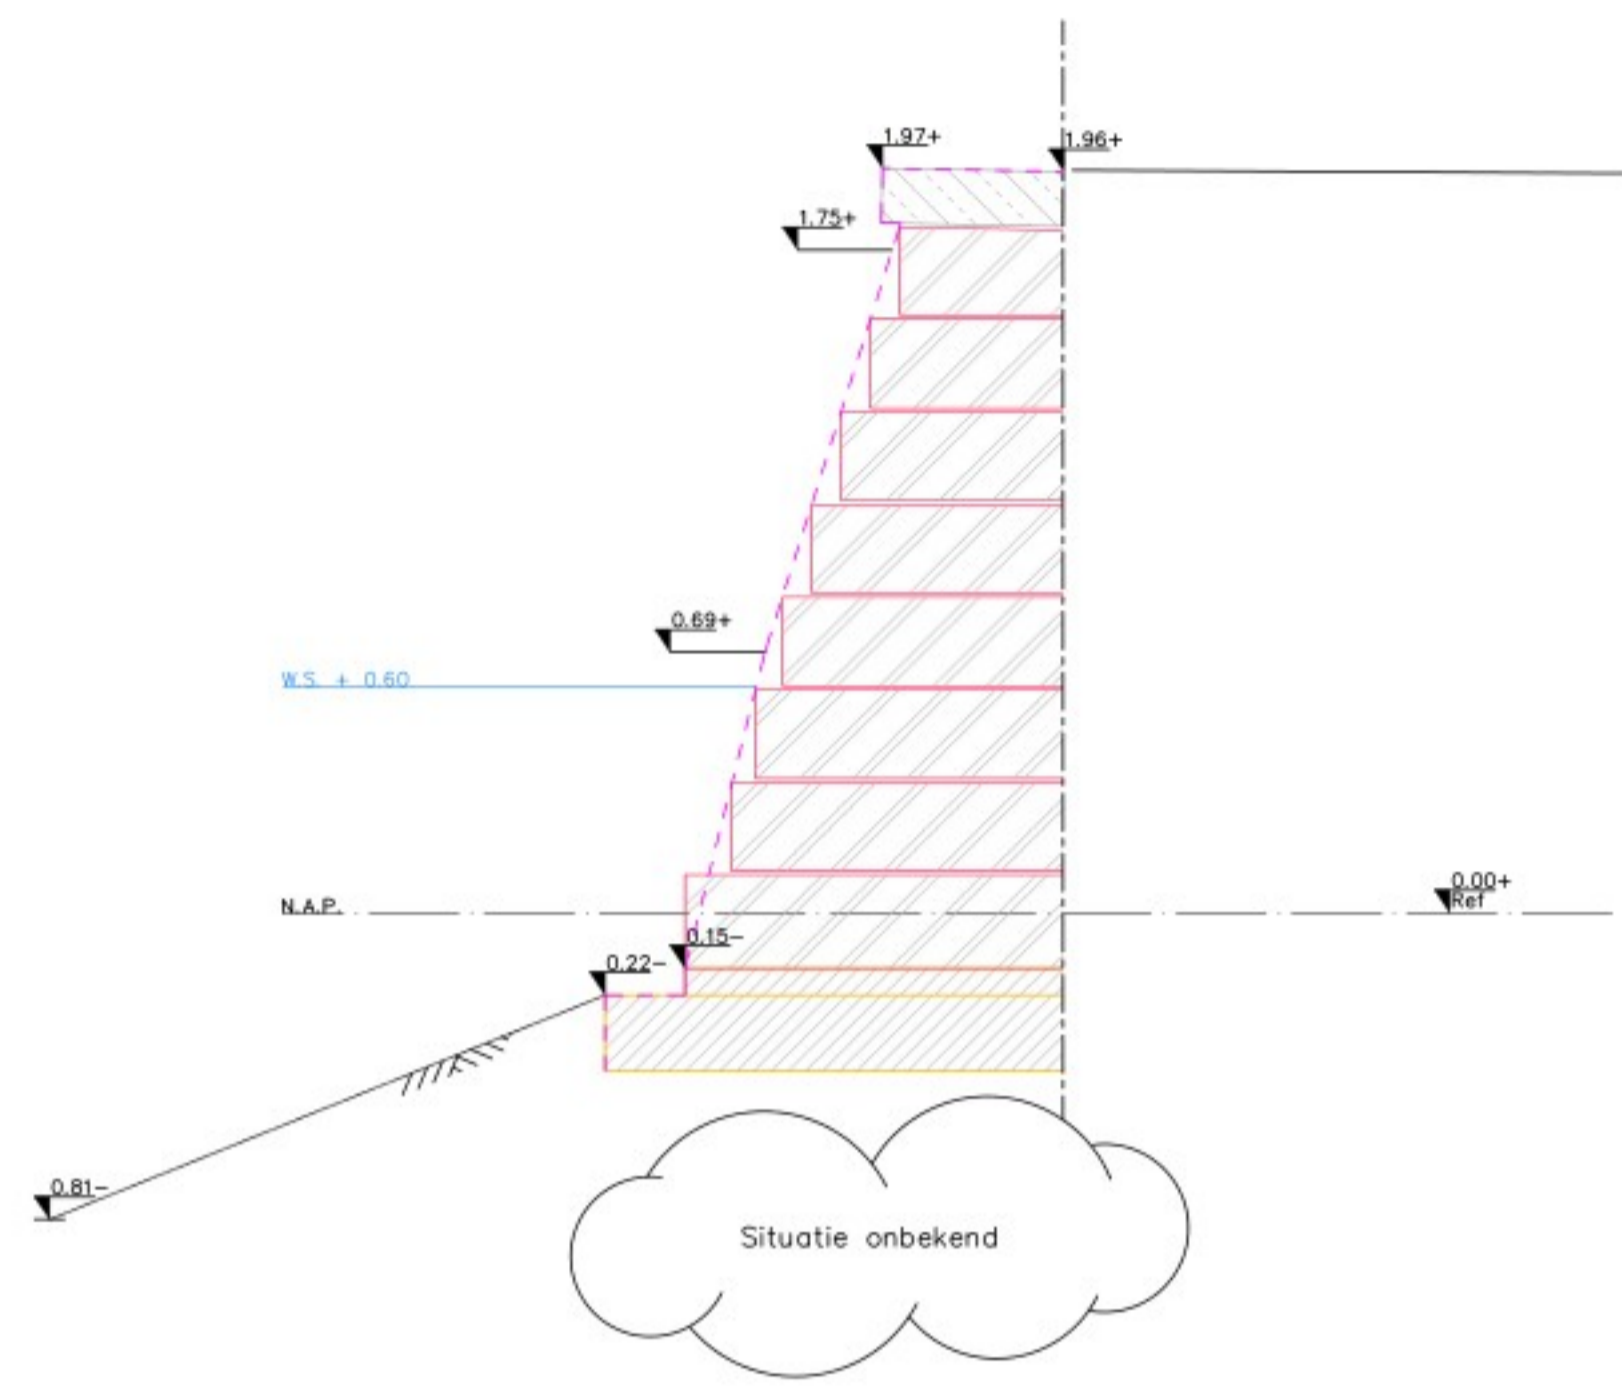 1.97+
1.96+
1.75+
0.69+
W.S. + 0.60
0.00+
Ref
N.A.P.
0.15-
0.22-
0.81-
Situatie onbekend